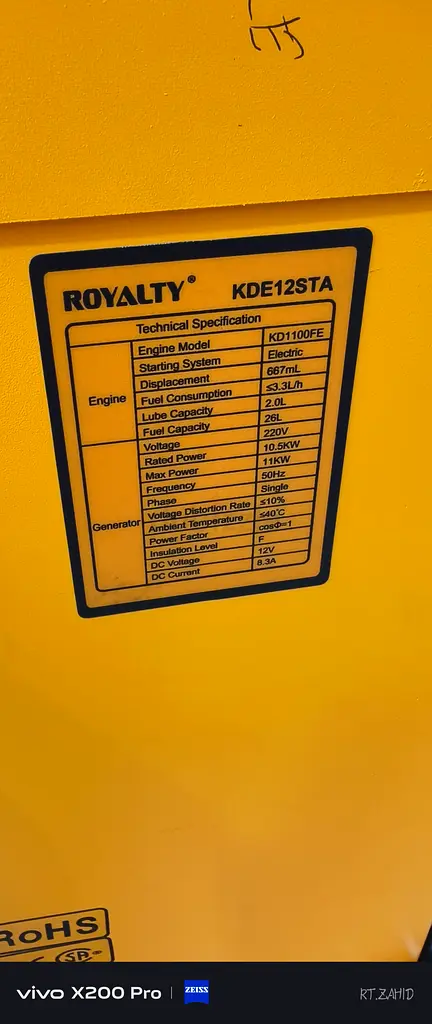 ROYALTY® KDE12STA
Technical Specification
Engine
Engine Model KD1100FE
Starting System Electric
Displacement 667mL
Fuel Consumption ≤3.3L/h
Lube Capacity 2.0L
Fuel Capacity 26L
Generator
Voltage 220V
Rated Power 10.5KW
Max Power 11KW
Frequency 50Hz
Phase Single
Voltage Distortion Rate ≤10%
Ambient Temperature ≤40℃
Power Factor cosΦ=1
Insulation Level F
DC Voltage 12V
DC Current 8.3A
RoHS
vivo X200 Pro | ZEISS
RT.ZAHID